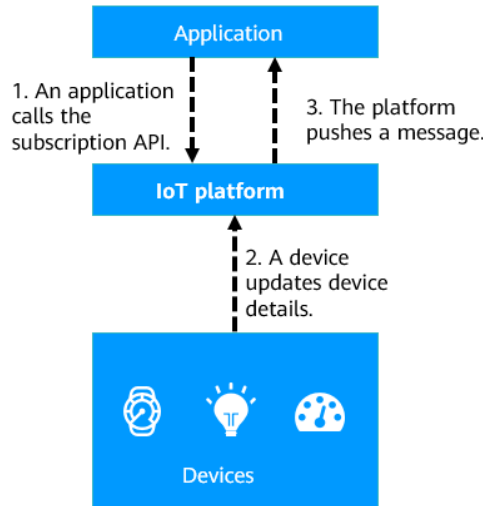 Application
1. An application
calls the
subscription API.
3. The platform
pushes a message.
IoT platform
2. A device
updates device
details.
Devices